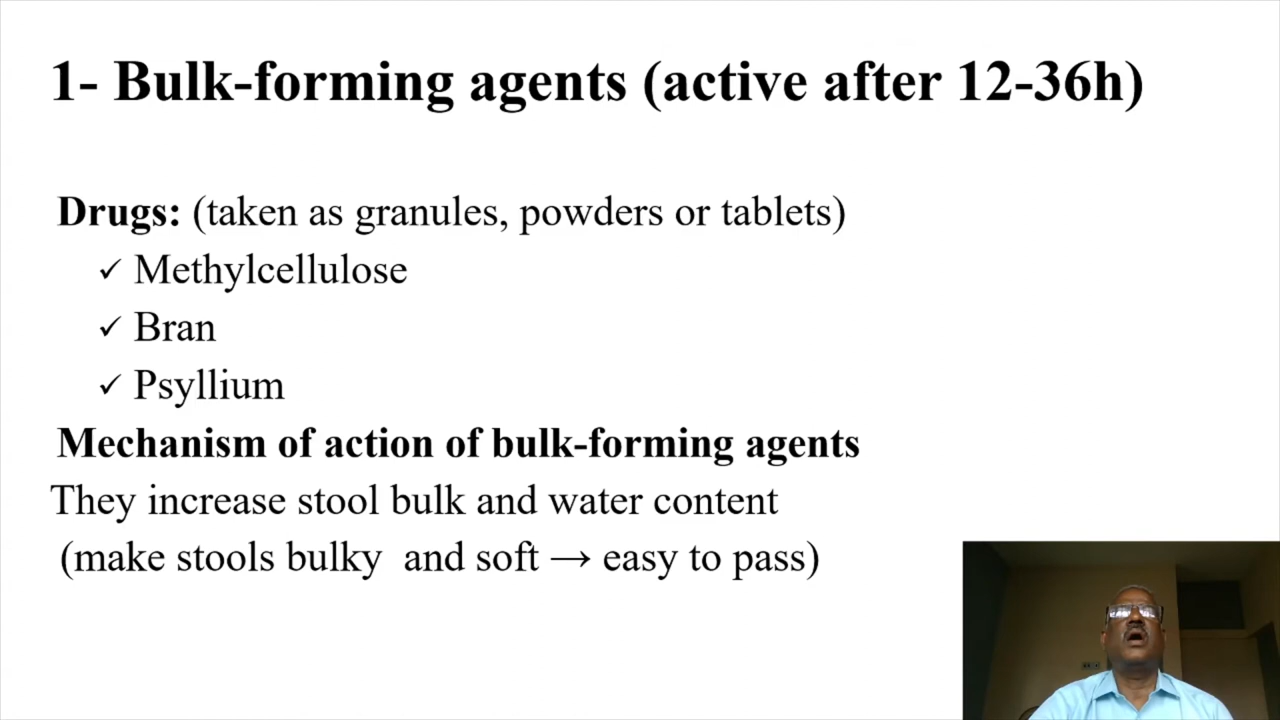 1- Bulk-forming agents (active after 12-36h)
Drugs: (taken as granules, powders or tablets)
✓ Methylcellulose
✓ Bran
✓ Psyllium
Mechanism of action of bulk-forming agents
They increase stool bulk and water content
(make stools bulky  and soft → easy to pass)